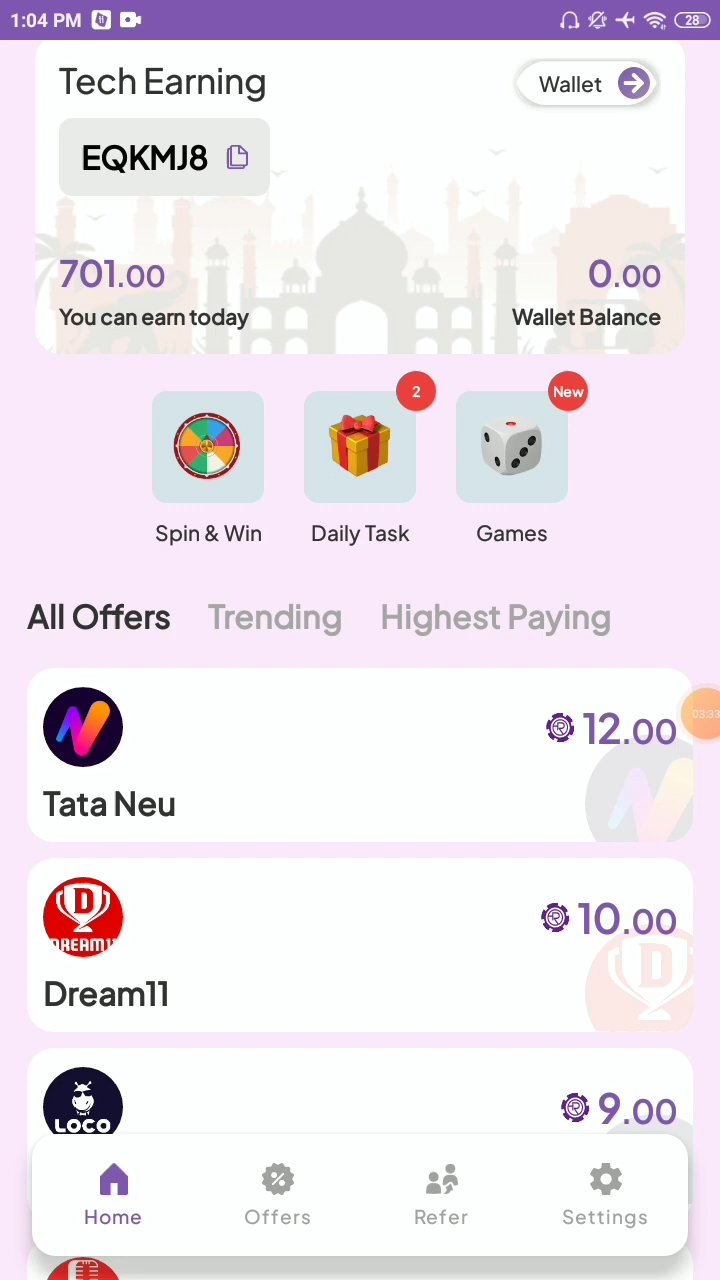 1:04 PM
28
Tech Earning
Wallet
EQKMJ8
701.00
0.00
You can earn today
Wallet Balance
2
New
Spin & Win
Daily Task
Games
All Offers
Trending
Highest Paying
12.00
Tata Neu
03:33
D
DREAM11
10.00
D
Dream11
LOCO
9.00
Home
Offers
Refer
Settings